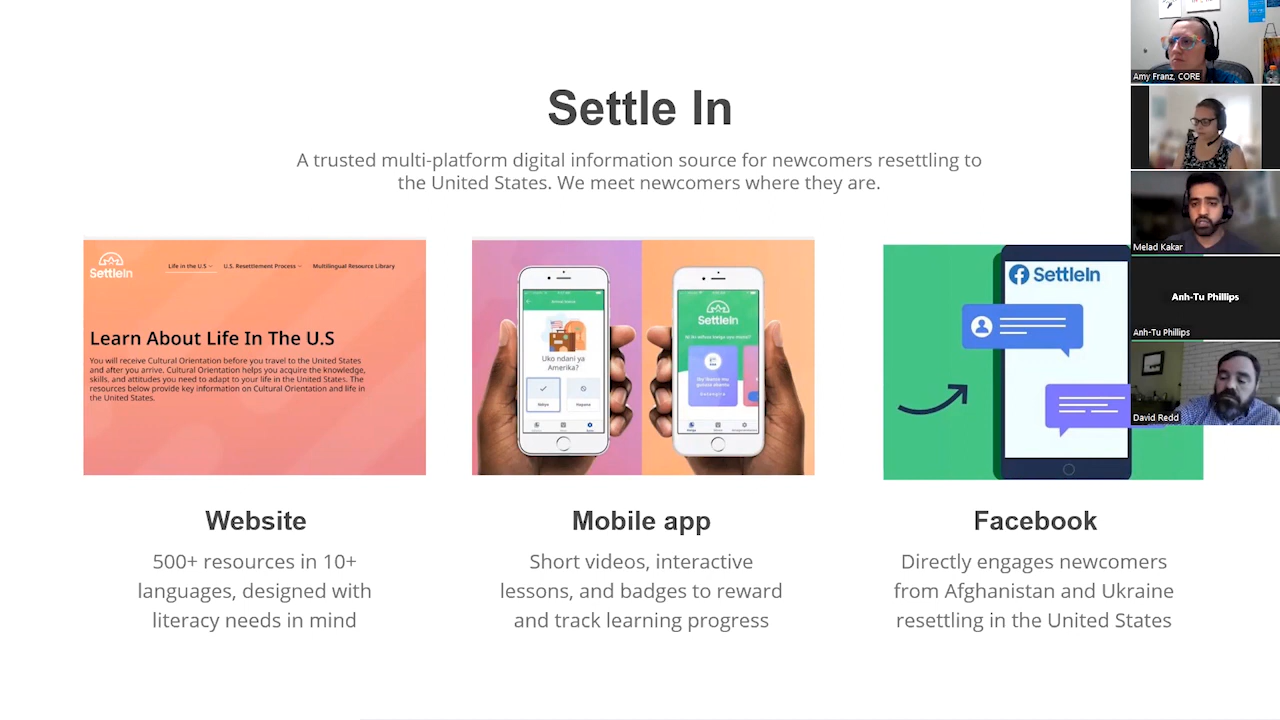 Settle In
A trusted multi-platform digital information source for newcomers resettling to
the United States. We meet newcomers where they are.
SettleIn
Life in the U.S
U.S. Resettlement Process
Multilingual Resource Library
Learn About Life In The U.S
You will receive Cultural Orientation before you travel to the United States
and after you arrive. Cultural Orientation helps you acquire the knowledge,
skills, and attitudes you need to adapt to your life in the United States. The
resources below provide key information on Cultural Orientation and life in
the United States.
Uko ndani ya
Amerika?
Ndiyo
Hapana
SettleIn
SettleIn
Website
500+ resources in 10+
languages, designed with
literacy needs in mind
Mobile app
Short videos, interactive
lessons, and badges to reward
and track learning progress
Facebook
Directly engages newcomers
from Afghanistan and Ukraine
resettling in the United States
Amy Franz, CORE
Melad Kakar
Anh-Tu Phillips
Anh-Tu Phillips
David Redd